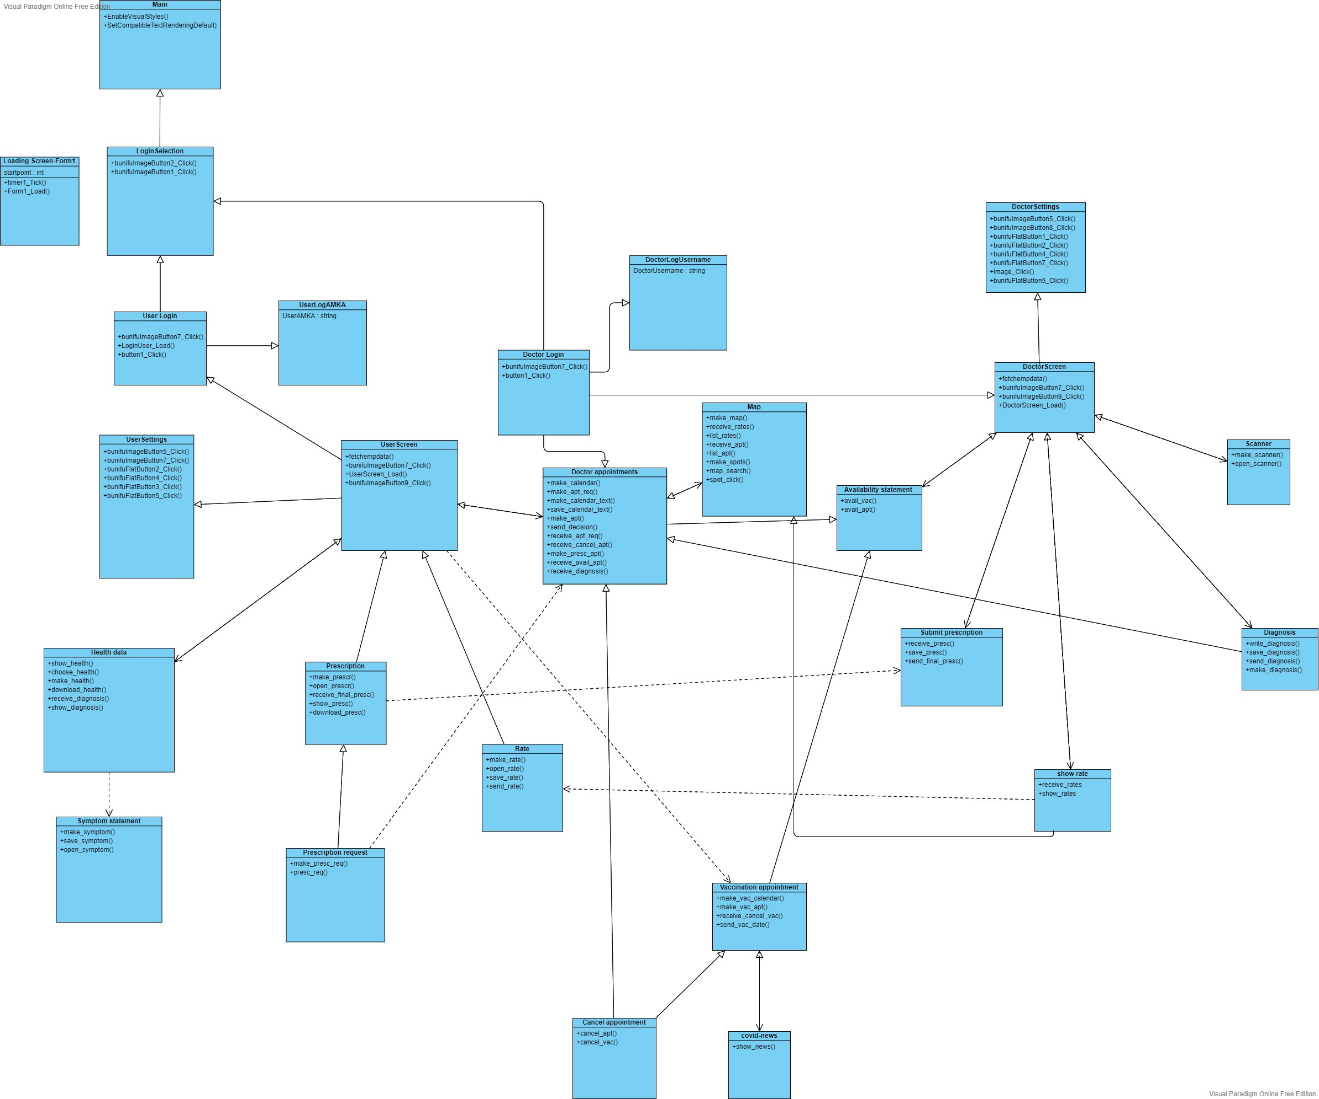 Visual Paradigm Online Free Edition
Main
+EnableVisualStyles()
+SetCompatibleTextRenderingDefault)
Loading Screen-Form1
startpoint : int
+timer1_Tick()
+Form1_Load()
LoginSelection
+bunifuImageButton2_Click()
+bunifuImageButton1_Click()
DoctorSettings
+bunifuImageButton5_Click()
+bunifuImageButton8_Click()
+bunifuFlatButton1_Click()
+bunifuFlatButton2_Click()
+bunifuFlatButton4_Click()
+bunifuFlatButton7_Click()
+image_Click()
+bunifuFlatButton5_Click()
DoctorLogUsername
DoctorUsername : string
User Login
+bunifuImageButton7_Click()
+LoginUser_Load()
+button1_Click()
UserLogAMKA
UserAMKA : string
Doctor Login
+bunifuImageButton7_Click()
+button1_Click()
DoctorScreen
+fetchempdata()
+bunifuImageButton7_Click()
+bunifuImageButton9_Click()
+DoctorScreen_Load()
Map
+make_map()
+receive_rates()
+list_rates()
+receive_apt()
+list_apt()
+make_spots()
+map_search()
+spot_click()
UserSettings
+bunifuImageButton5_Click()
+bunifuImageButton7_Click()
+bunifuFlatButton2_Click()
+bunifuFlatButton4_Click()
+bunifuFlatButton3_Click()
+bunifuFlatButton5_Click()
UserScreen
+fetchempdata()
+bunifuImageButton7_Click()
+UserScreen_Load()
+bunifuImageButton9_Click()
Scanner
+make_scanner()
+open_scanner()
Doctor appointments
+make_calendar()
+make_apt_req()
+make_calendar_text()
+save_calendar_text()
+make_apt()
+send_decision()
+receive_apt_req()
+receive_cancel_apt()
+make_presc_apt()
+receive_avail_apt()
+receive_diagnosis()
Availability statement
+avail_vac()
+avail_apt()
Submit prescription
+receive_presc()
+save_presc()
+send_final_presc()
Diagnosis
+write_diagnosis()
+save_diagnosis()
+send_diagnosis()
+make_diagnosis()
Health data
+show_health()
+choose_health()
+make_health()
+download_health()
+receive_diagnosis()
+show_diagnosis()
Prescription
+make_prescr()
+open_prescr()
+receive_final_presc()
+show_presc()
+download_presc()
Rate
+make_rate()
+open_rate()
+save_rate()
+send_rate()
show rate
+receive_rates
+show_rates
Symptom statement
+make_symptom()
+save_symptom()
+open_symptom()
Prescription request
+make_presc_req()
+presc_req()
Vaccination appointment
+make_vac_calendar()
+make_vac_apt()
+receive_cancel_vac()
+send_vac_date()
Cancel appointment
+cancel_apt()
+cancel_vac()
covid-news
+show_news()
Visual Paradigm Online Free Edition